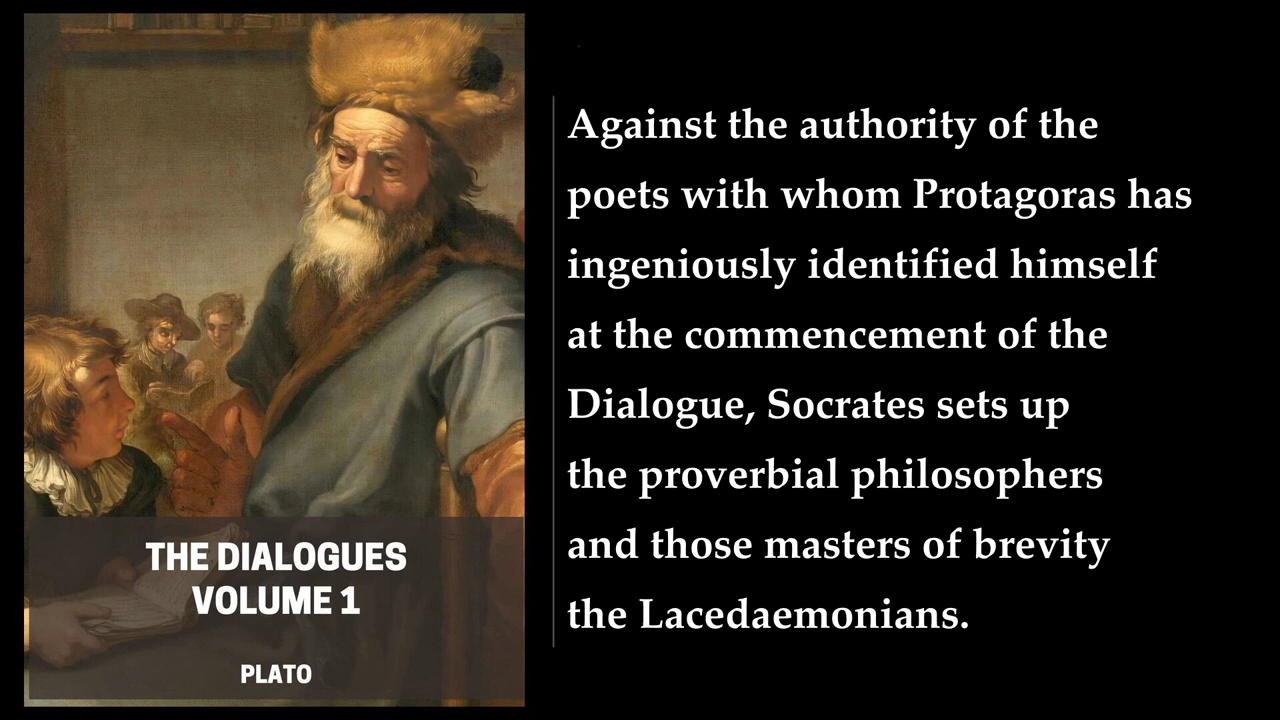 THE DIALOGUES
VOLUME 1
PLATO
Against the authority of the
poets with whom Protagoras has
ingeniously identified himself
at the commencement of the
Dialogue, Socrates sets up
the proverbial philosophers
and those masters of brevity
the Lacedaemonians.